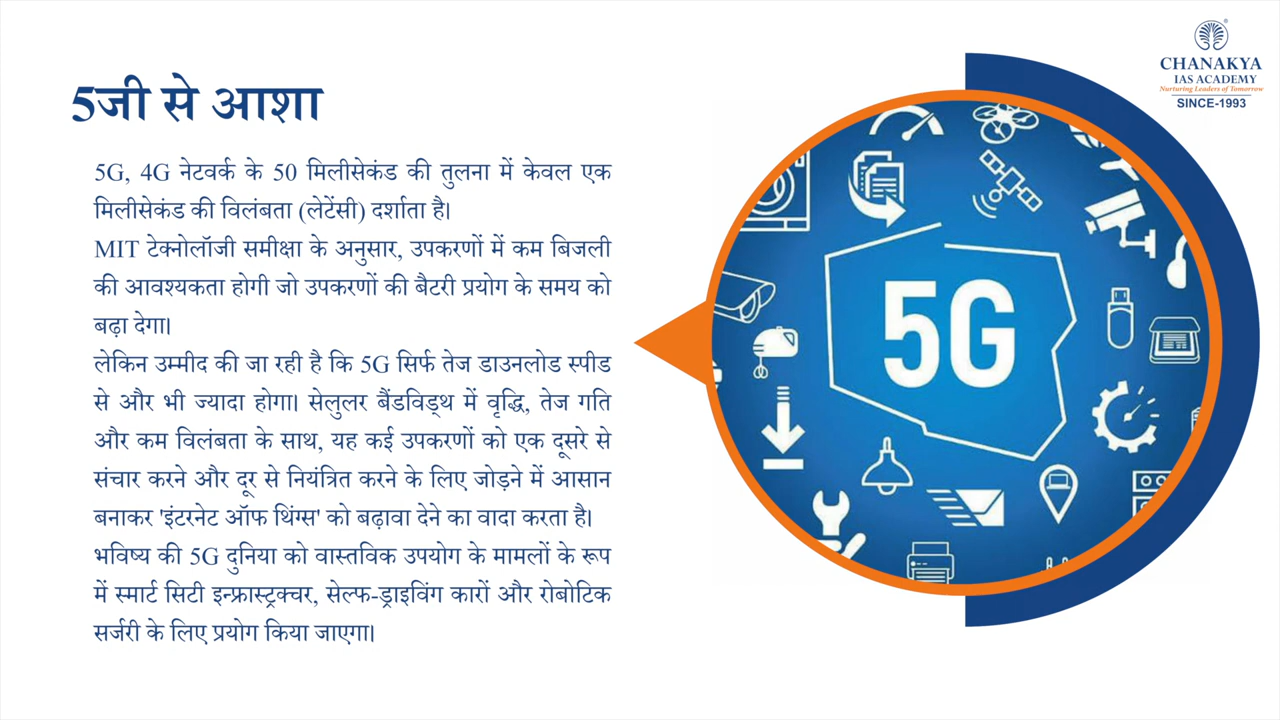 CHANAKYA
IAS ACADEMY
Nurturing Leaders of Tomorrow
SINCE-1993
5जी से आशा
5G, 4G नेटवर्क के 50 मिलीसेकंड की तुलना में केवल एक
मिलीसेकंड की विलंबता (लेटेंसी) दर्शाता है।
MIT टेक्नोलॉजी समीक्षा के अनुसार, उपकरणों में कम बिजली
की आवश्यकता होगी जो उपकरणों की बैटरी प्रयोग के समय को
बढ़ा देगा।
लेकिन उम्मीद की जा रही है कि 5G सिर्फ तेज डाउनलोड स्पीड
से और भी ज्यादा होगा। सेलुलर बैंडविड्थ में वृद्धि, तेज गति
और कम विलंबता के साथ, यह कई उपकरणों को एक दूसरे से
संचार करने और दूर से नियंत्रित करने के लिए जोड़ने में आसान
बनाकर 'इंटरनेट ऑफ थिंग्स' को बढ़ावा देने का वादा करता है।
भविष्य की 5G दुनिया को वास्तविक उपयोग के मामलों के रूप
में स्मार्ट सिटी इन्फ्रास्ट्रक्चर, सेल्फ-ड्राइविंग कारों और रोबोटिक
सर्जरी के लिए प्रयोग किया जाएगा।
5G